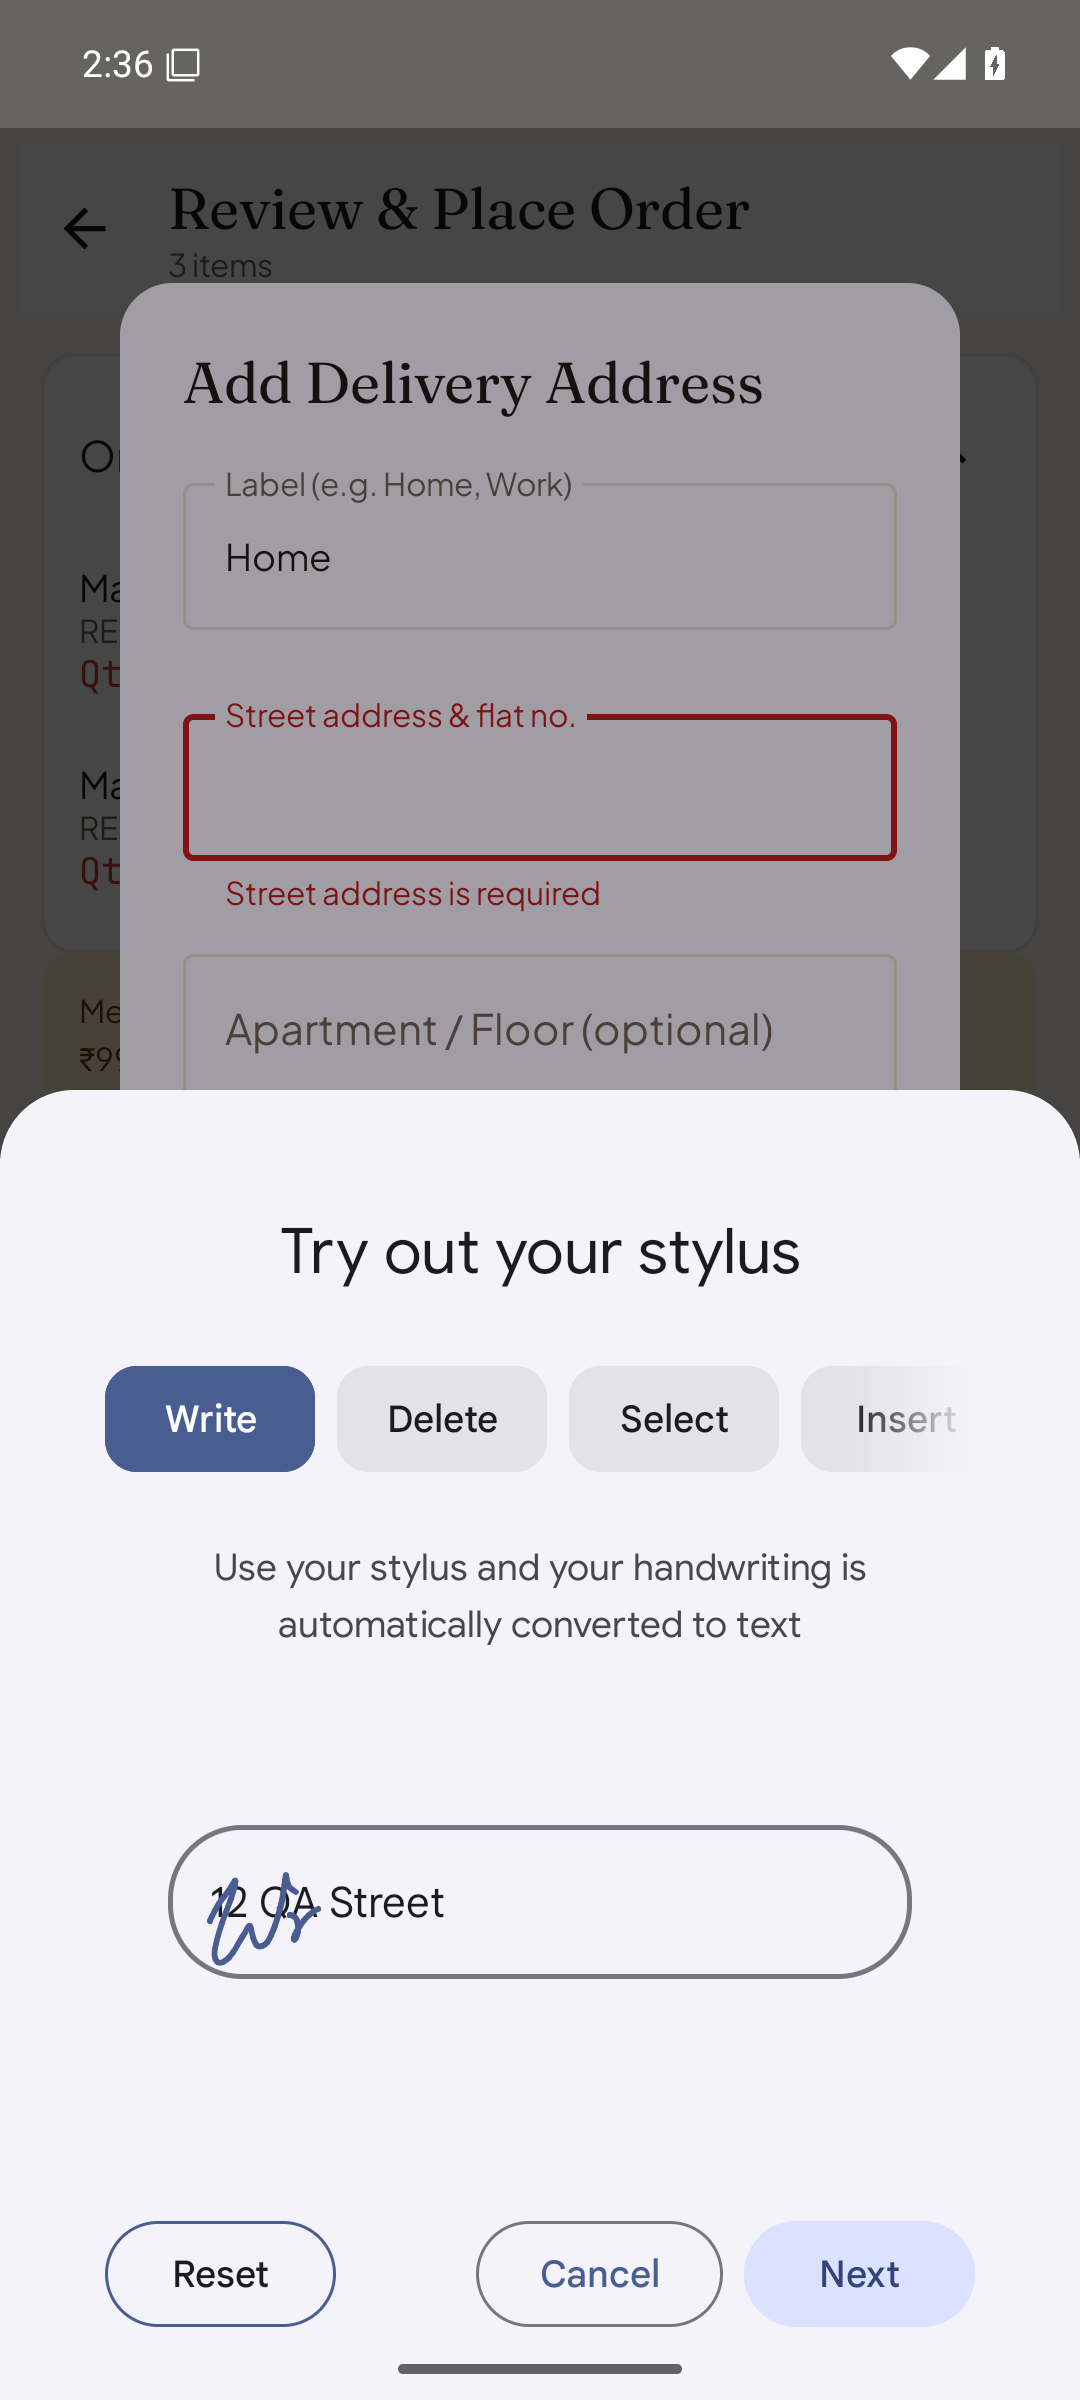 2:36
Review & Place Order
3 items
Add Delivery Address
Label (e.g. Home, Work)
Home
Street address & flat no.
Street address is required
Apartment / Floor (optional)
Try out your stylus
Write Delete Select Insert
Use your stylus and your handwriting is
automatically converted to text
12 QA Street
Reset Cancel Next